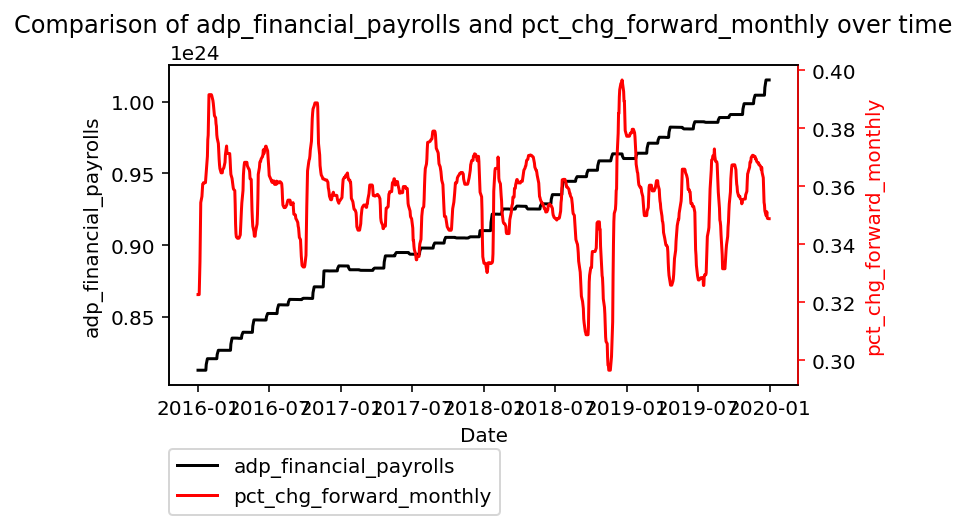 Comparison of adp_financial_payrolls and pct_chg_forward_monthly over time
1e24
1.00
0.95
0.90
0.85
adp_financial_payrolls
0.40
0.38
0.36
0.34
0.32
0.30
pct_chg_forward_monthly
2016-01 2016-07 2017-01 2017-07 2018-01 2018-07 2019-01 2019-07 2020-01
Date
adp_financial_payrolls
pct_chg_forward_monthly